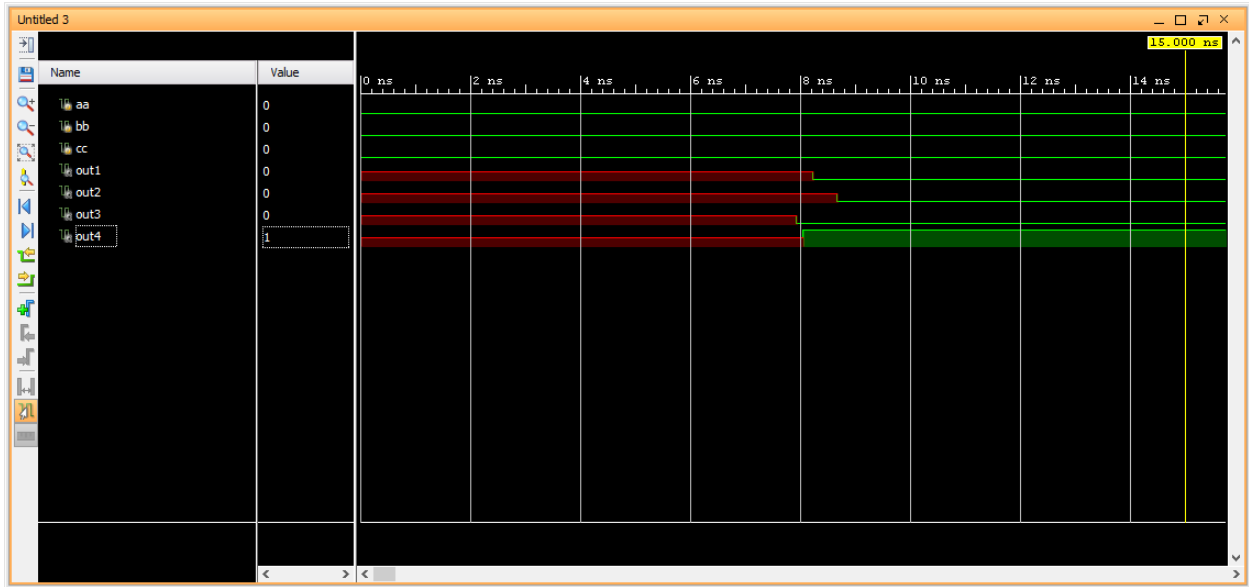 Untitled 3
15.000 ns
Name Value
0 ns 2 ns 4 ns 6 ns 8 ns 10 ns 12 ns 14 ns
aa 0
bb 0
cc 0
out1 0
out2 0
out3 0
out4 1